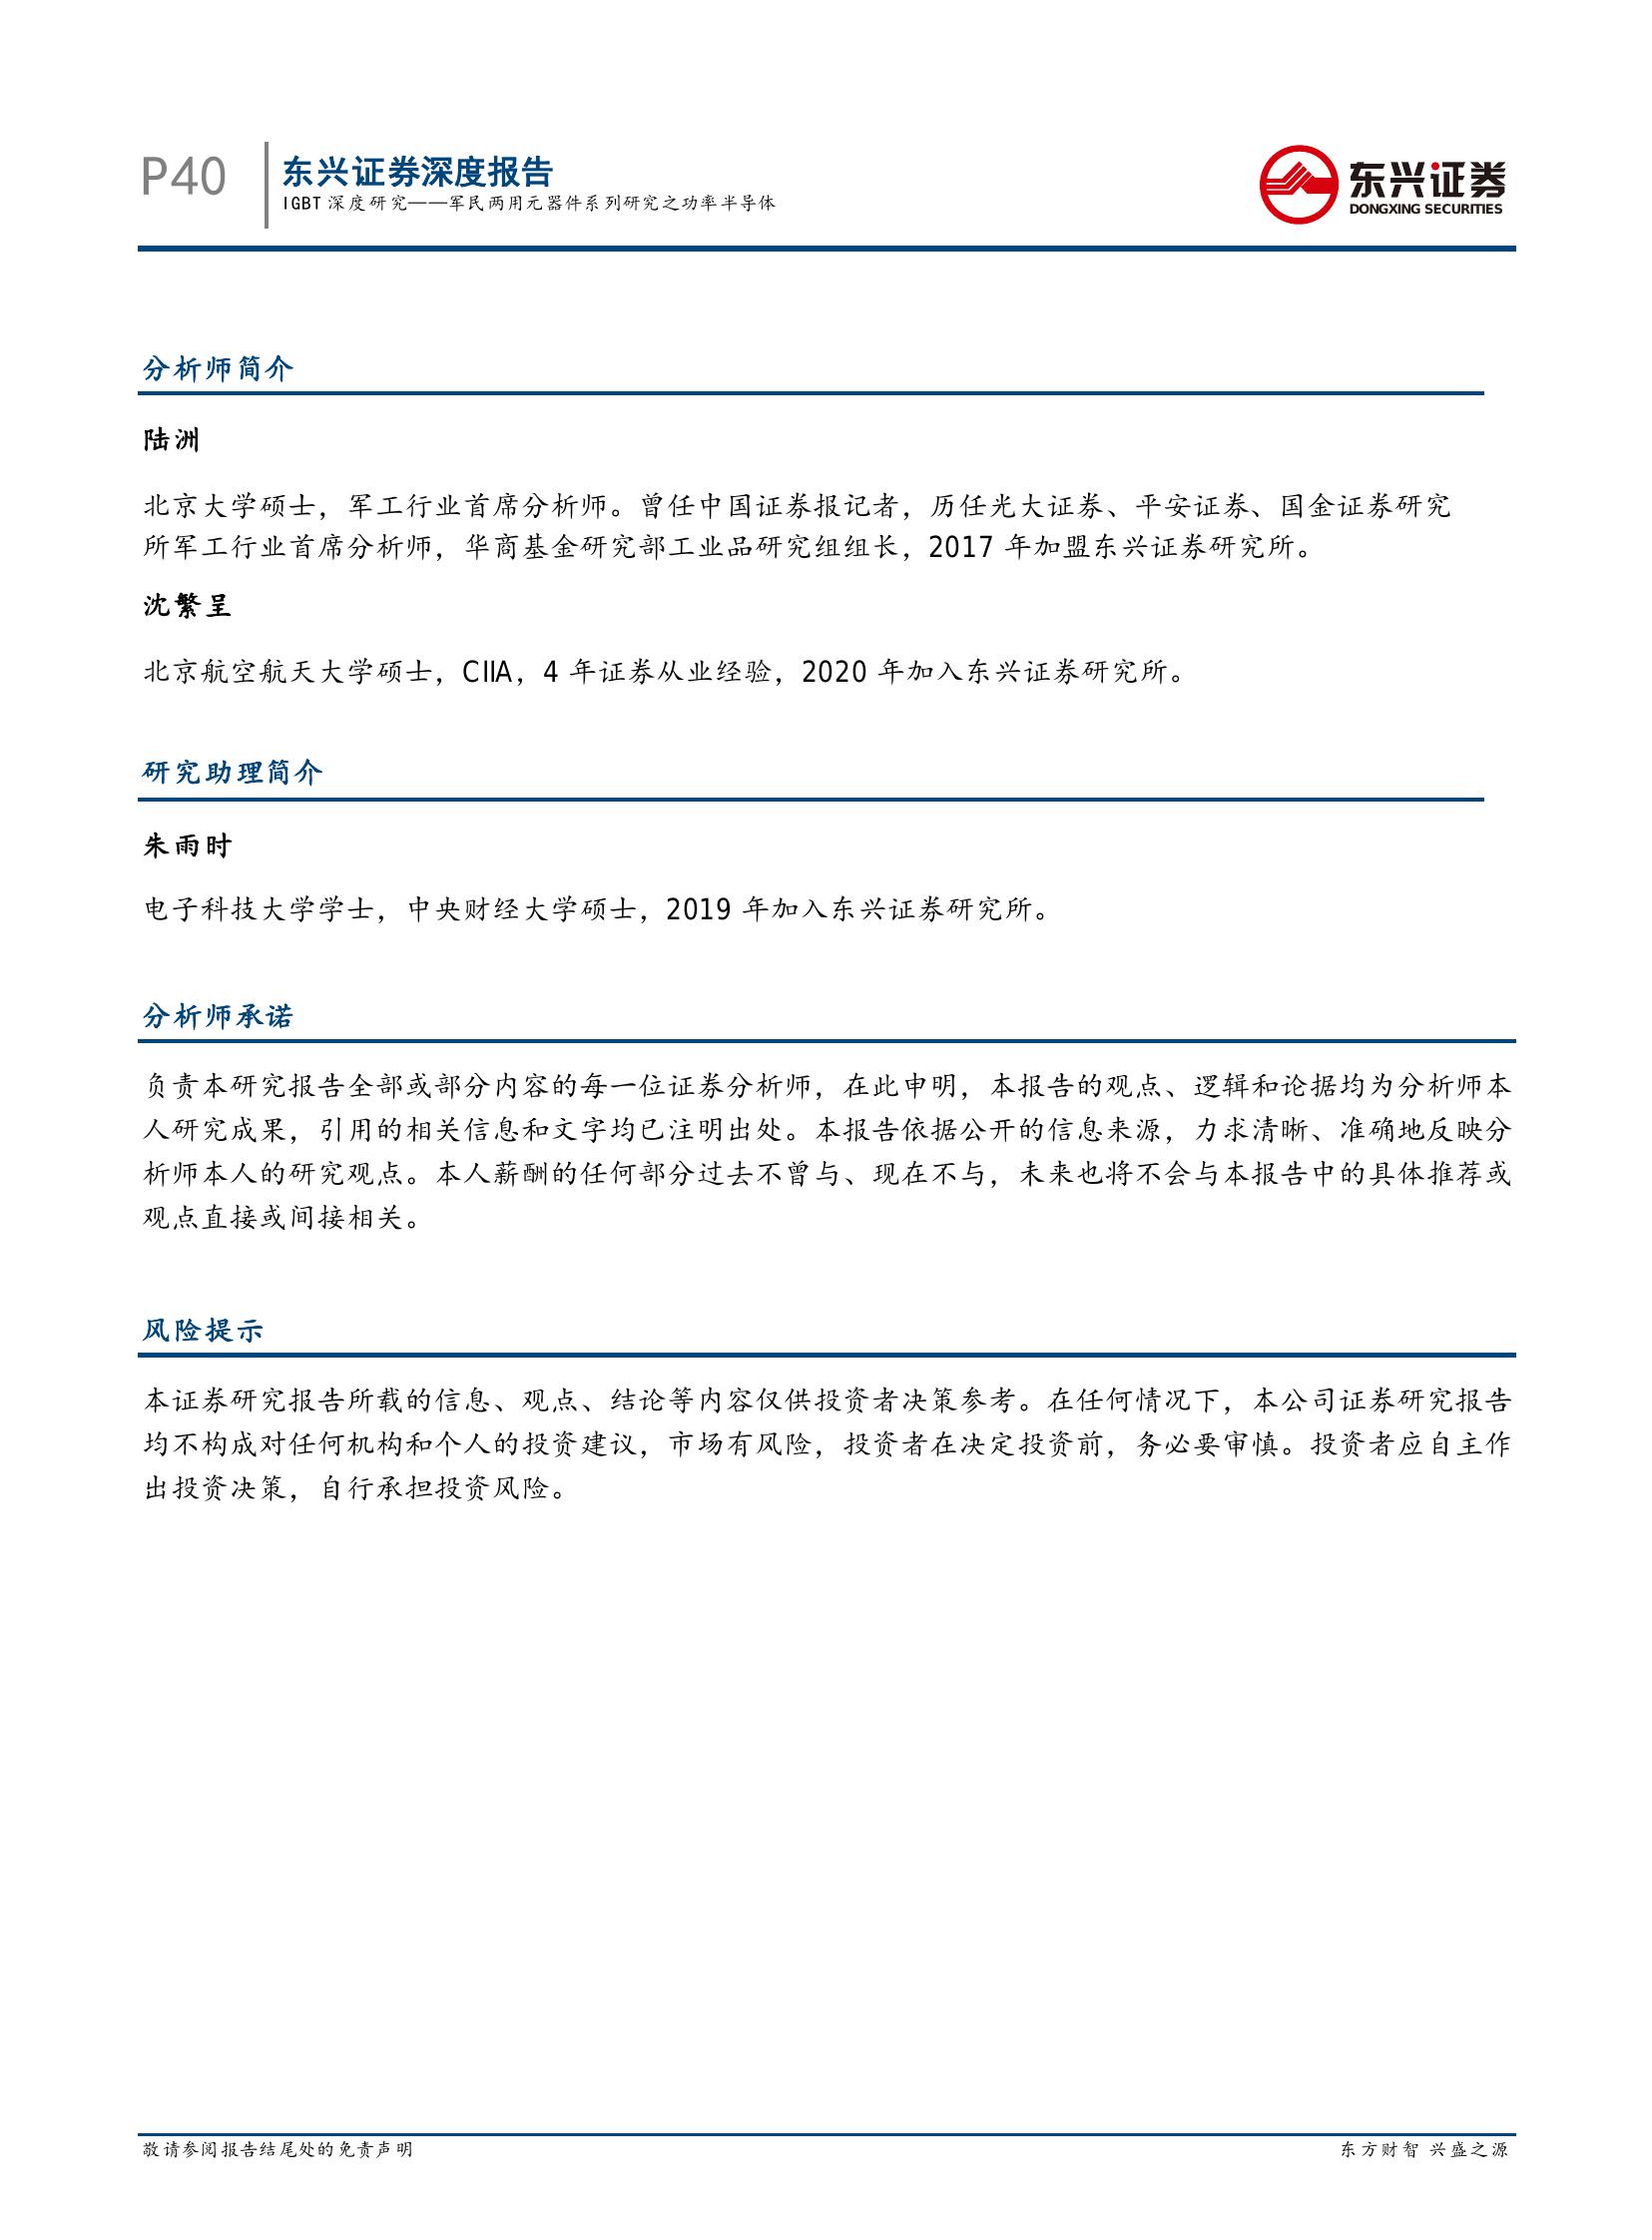 P40
东兴证券深度报告
IGBT 深度研究——军民两用元器件系列研究之功率半导体
东兴证券
DONGXING SECURITIES
分析师简介
陆洲
北京大学硕士，军工行业首席分析师。曾任中国证券报记者，历任光大证券、平安证券、国金证券研究
所军工行业首席分析师，华商基金研究部工业品研究组组长，2017 年加盟东兴证券研究所。
沈繁呈
北京航空航天大学硕士，CIIA，4 年证券从业经验，2020 年加入东兴证券研究所。
研究助理简介
朱雨时
电子科技大学学士，中央财经大学硕士，2019 年加入东兴证券研究所。
分析师承诺
负责本研究报告全部或部分内容的每一位证券分析师，在此申明，本报告的观点、逻辑和论据均为分析师本
人研究成果，引用的相关信息和文字均已注明出处。本报告依据公开的信息来源，力求清晰、准确地反映分
析师本人的研究观点。本人薪酬的任何部分过去不曾与、现在不与，未来也将不会与本报告中的具体推荐或
观点直接或间接相关。
风险提示
本证券研究报告所载的信息、观点、结论等内容仅供投资者决策参考。在任何情况下，本公司证券研究报告
均不构成对任何机构和个人的投资建议，市场有风险，投资者在决定投资前，务必要审慎。投资者应自主作
出投资决策，自行承担投资风险。
敬请参阅报告结尾处的免责声明
东方财智 兴盛之源